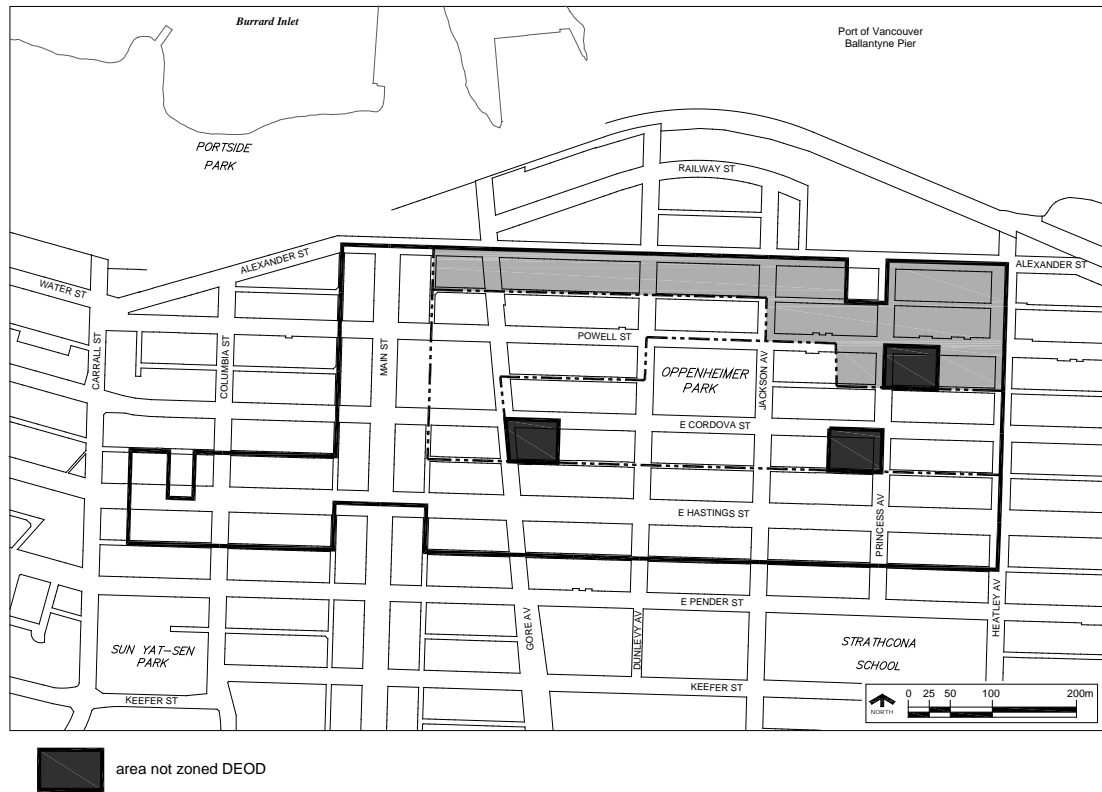 Burrard Inlet
Port of Vancouver
Ballantyne Pier
PORTSIDE
PARK
RAILWAY ST
ALEXANDER ST
ALEXANDER ST
WATER ST
CARRALL ST
COLUMBIA ST
MAIN ST
POWELL ST
JACKSON AV
OPPENHEIMER
PARK
E CORDOVA ST
E HASTINGS ST
PRINCESS AV
E PENDER ST
GORE AV
DUNLEVY AV
HEATLEY AV
SUN YAT-SEN
PARK
STRATHCONA
SCHOOL
KEEFER ST
KEEFER ST
NORTH
0 25 50 100 200m
area not zoned DEOD